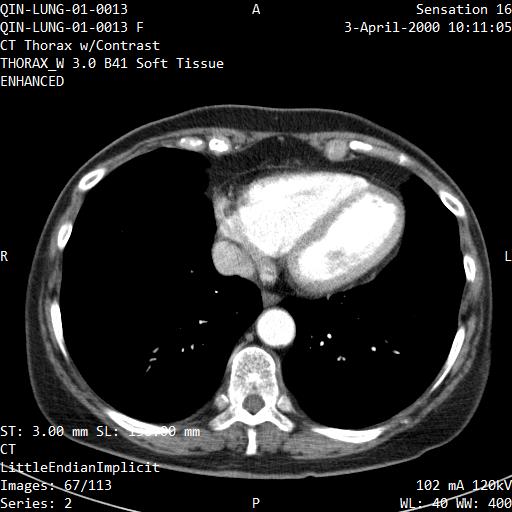 QIN-LUNG-01-0013
A
Sensation 16
QIN-LUNG-01-0013 F
3-April-2000 10:11:05
CT Thorax w/Contrast
THORAX_W 3.0 B41 Soft Tissue
ENHANCED
R
L
ST: 3.00 mm SL: mm
CT
LittleEndianImplicit
Images: 67/113
102 mA 120kV
Series: 2
P
WL: 40 WW: 400